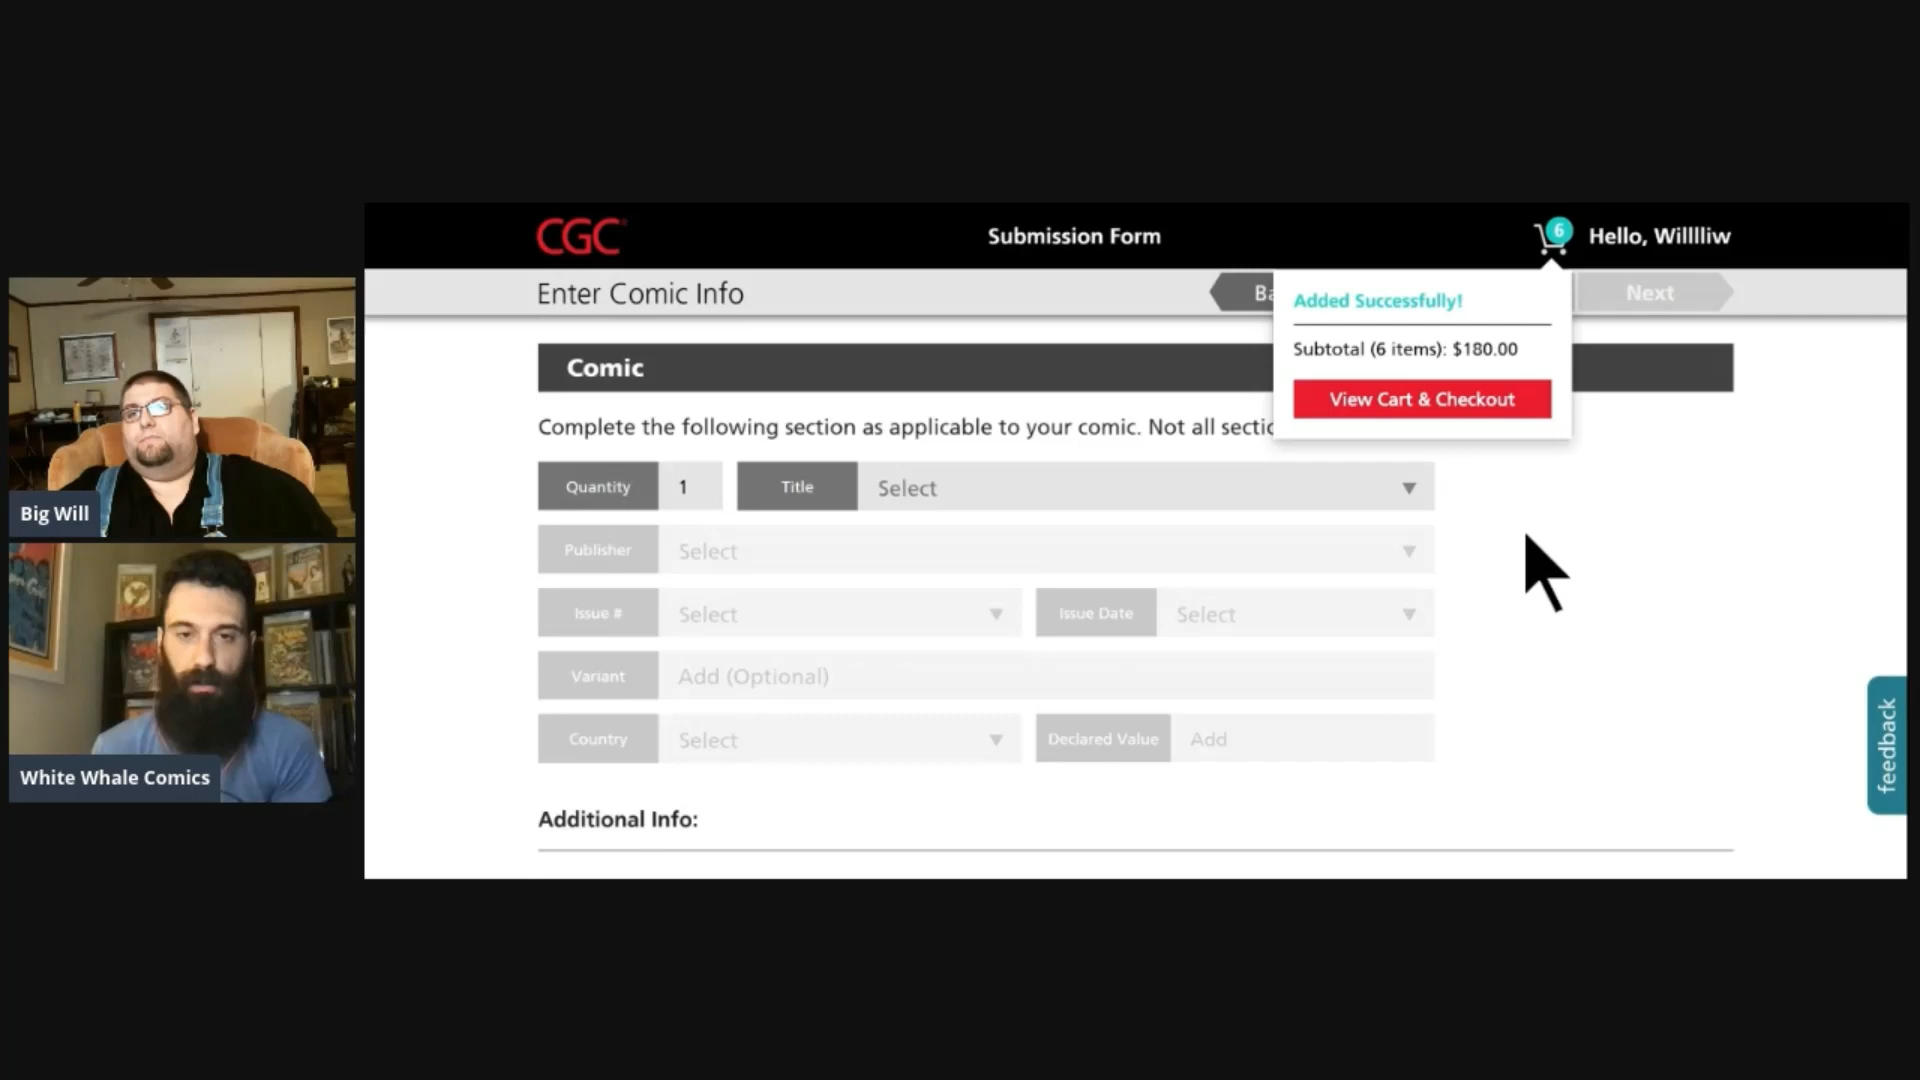 CGC
Submission Form
6
Hello, Willlliw
Enter Comic Info
Ba
Next
Added Successfully!
Subtotal (6 items): $180.00
View Cart & Checkout
Comic
Complete the following section as applicable to your comic. Not all sectio
Quantity 1 Title Select
Publisher Select
Issue # Select Issue Date Select
Variant Add (Optional)
Country Select Declared Value Add
Additional Info:
feedback
Big Will
White Whale Comics